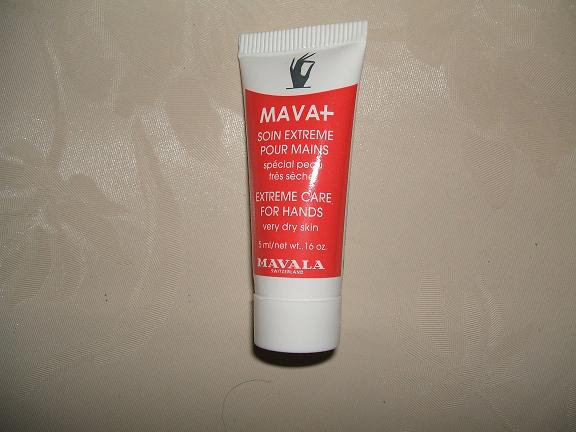 MAVA+
SOIN EXTREME
POUR MAINS
spécial peau
très sèche
EXTREME CARE
FOR HANDS
very dry skin
5 ml/net wt..16 oz.
MAVALA
SWITZERLAND